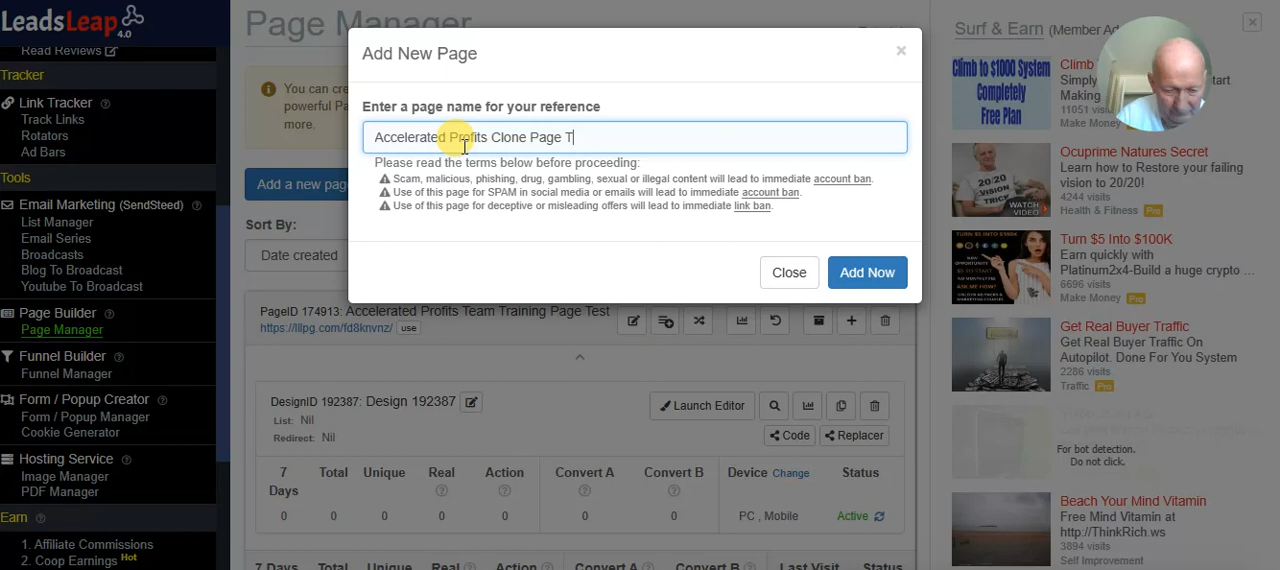 LeadsLeap
4.0
Read Reviews
Tracker
Link Tracker
Track Links
Rotators
Ad Bars
Tools
Email Marketing (SendSteed)
List Manager
Email Series
Broadcasts
Blog To Broadcast
Youtube To Broadcast
Page Builder
Page Manager
Funnel Builder
Funnel Manager
Form / Popup Creator
Form / Popup Manager
Cookie Generator
Hosting Service
Image Manager
PDF Manager
Earn
1. Affiliate Commissions
2. Coop Earnings Hot
Page Manager
You can cre
powerful Pa
more.
Add a new page
Sort By:
Date created
Add New Page
×
Enter a page name for your reference
Accelerated Profits Clone Page T
Please read the terms below before proceeding:
Scam, malicious, phishing, drug, gambling, sexual or illegal content will lead to immediate account ban.
Use of this page for SPAM in social media or emails will lead to immediate account ban.
Use of this page for deceptive or misleading offers will lead to immediate link ban.
Close
Add Now
PageID 174913: Accelerated Profits Team Training Page Test
https://lllpg.com/fd8knvnz/ use
DesignID 192387: Design 192387
List: Nil
Redirect: Nil
Launch Editor
Code
Replacer
7 Days Total Unique Real Action Convert A Convert B Device Change Status
0 0 0 0 0 0 0 PC , Mobile Active
7 Days Total Unique Real Action Convert A Convert B Last Visit Status
Surf & Earn (Member Ad
Climb to $1000 System
Completely
Free Plan
Climb
Simply
tart
Making
11051 visi
Make Money
20/20
VISION
WATCH
VIDEO
Ocuprime Natures Secret
Learn how to Restore your failing
vision to 20/20!
4244 visits
Health & Fitness Pro
Turn $5 Into $100K
Earn quickly with
Platinum2x4-Build a huge crypto ...
6696 visits
Make Money Pro
Get Real Buyer Traffic
Get Real Buyer Traffic On
Autopilot. Done For You System
2286 visits
Traffic Pro
For bot detection.
Do not click.
Beach Your Mind Vitamin
Free Mind Vitamin at
http://ThinkRich.ws
3894 visits
Self Improvement